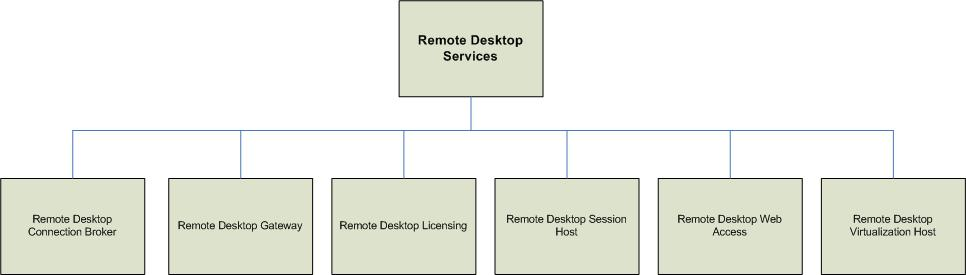 Remote Desktop
Services
Remote Desktop
Connection Broker
Remote Desktop Gateway
Remote Desktop Licensing
Remote Desktop Session
Host
Remote Desktop Web
Access
Remote Desktop
Virtualization Host